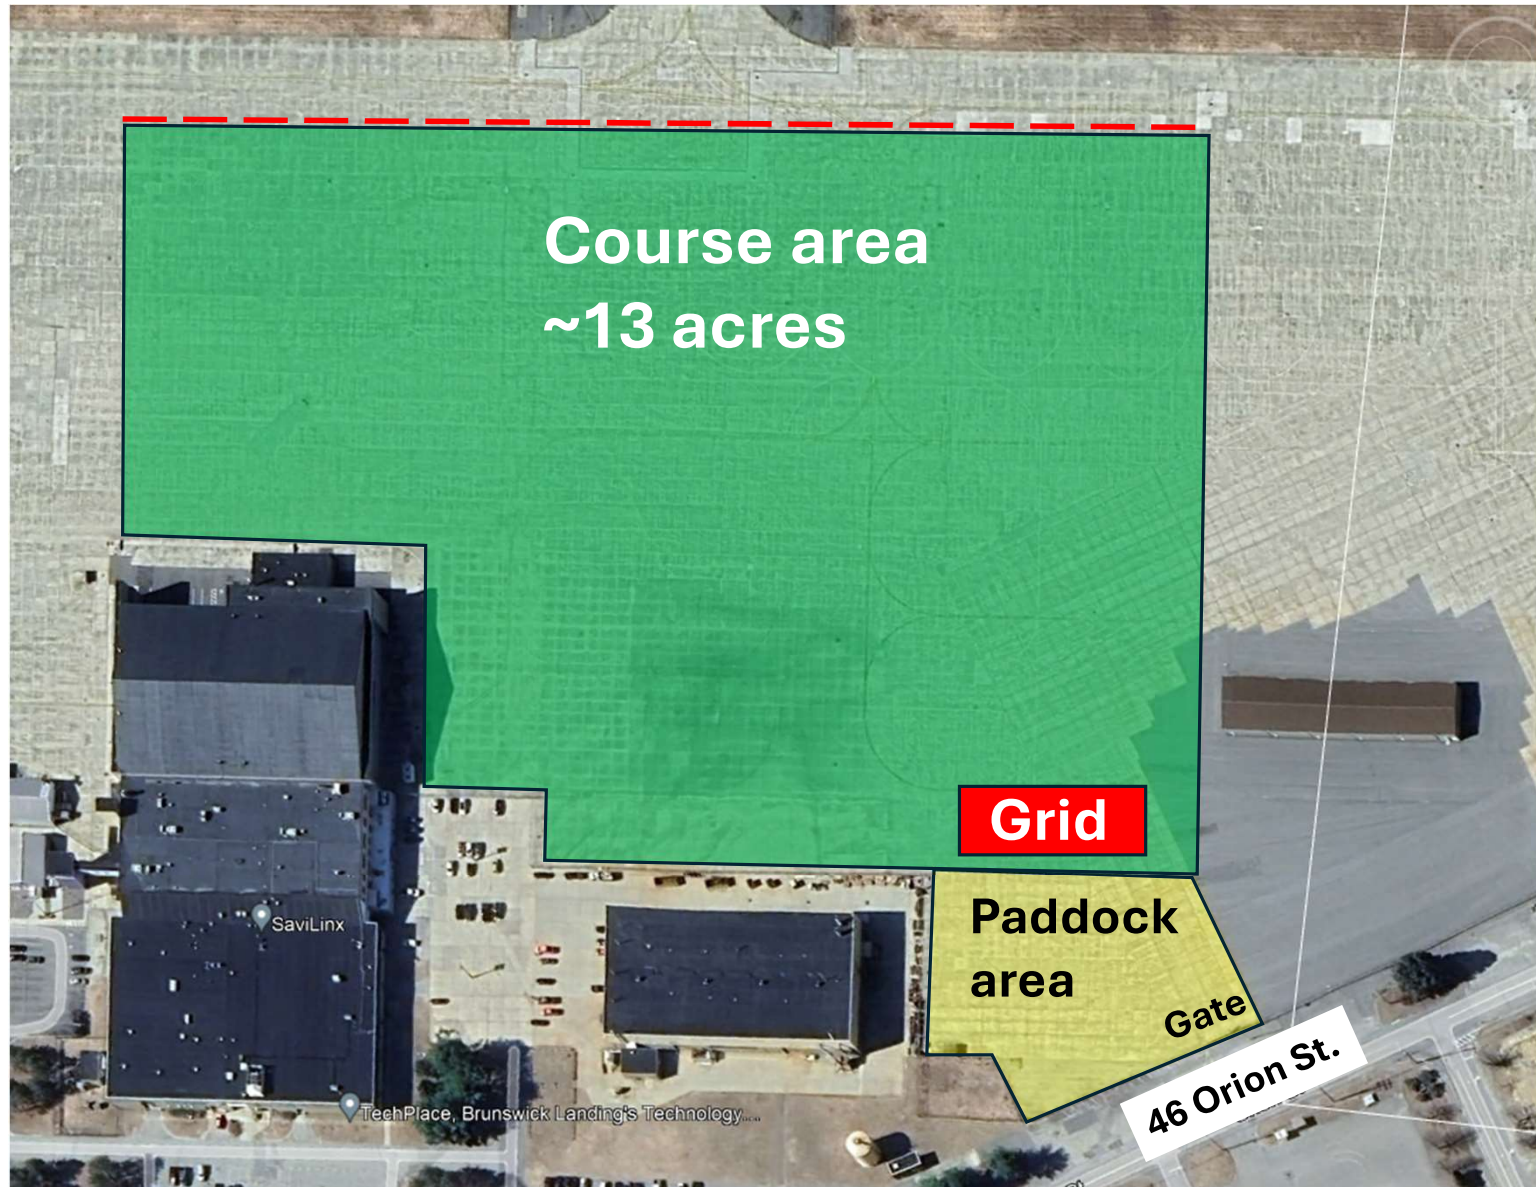 Course area
~13 acres
Grid
Paddock
area
Gate
SaviLinx
46 Orion St.
TechPlace, Brunswick Landing's Technology...